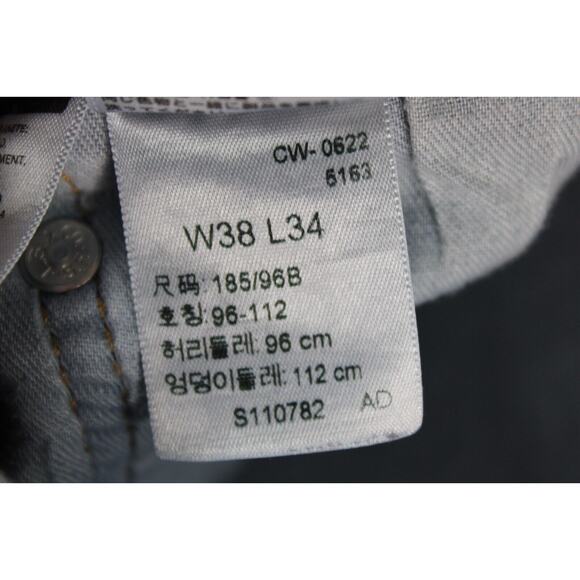 MENT,
CW- 0622
5163
W38 L34
尺码: 185/96B
호칭: 96-112
허리둘레: 96 cm
엉덩이둘레: 112 cm
S110782 AD